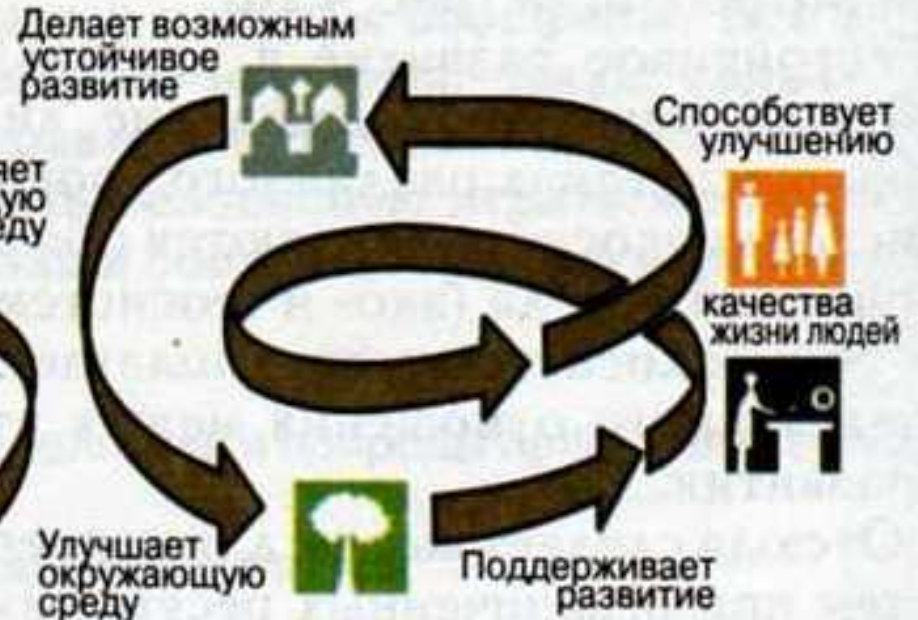 Делает возможным
устойчивое
развитие
Способствует
улучшению
качества
жизни людей
Улучшает
окружающую
среду
Поддерживает
развитие